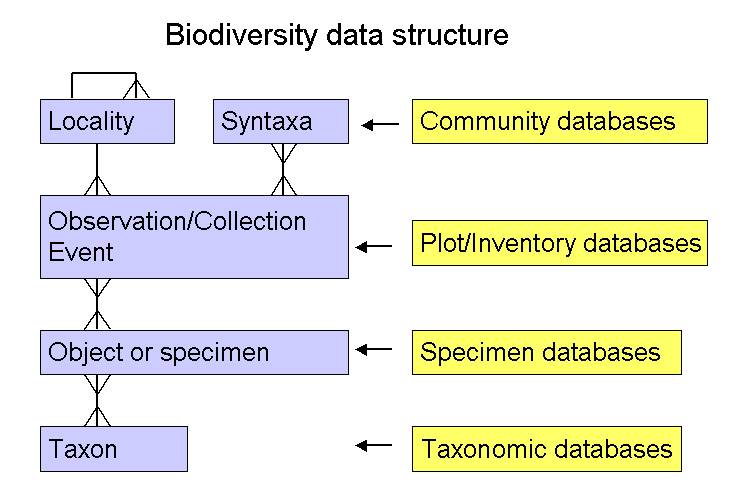 Biodiversity data structure
Locality
Syntaxa
Community databases
Observation/Collection
Event
Plot/Inventory databases
Object or specimen
Specimen databases
Taxon
Taxonomic databases